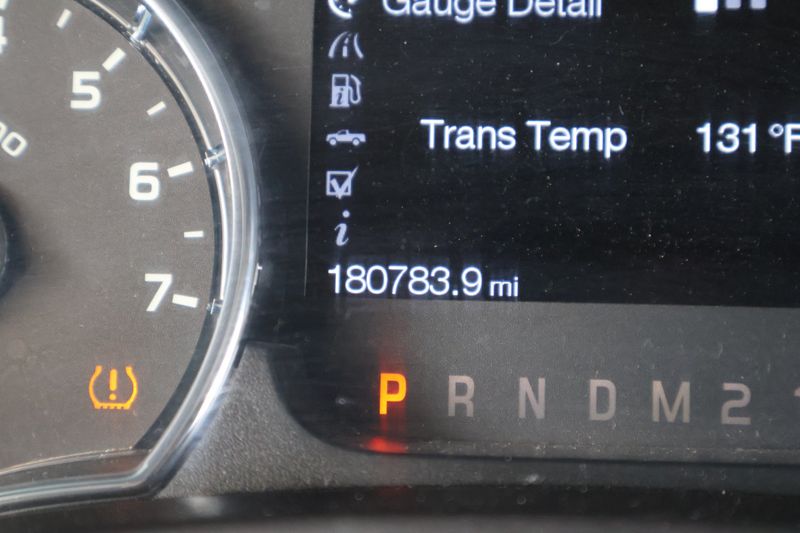 Gauge Detail
5
Trans Temp 131 °F
6
180783.9 mi
7
P R N D M 2